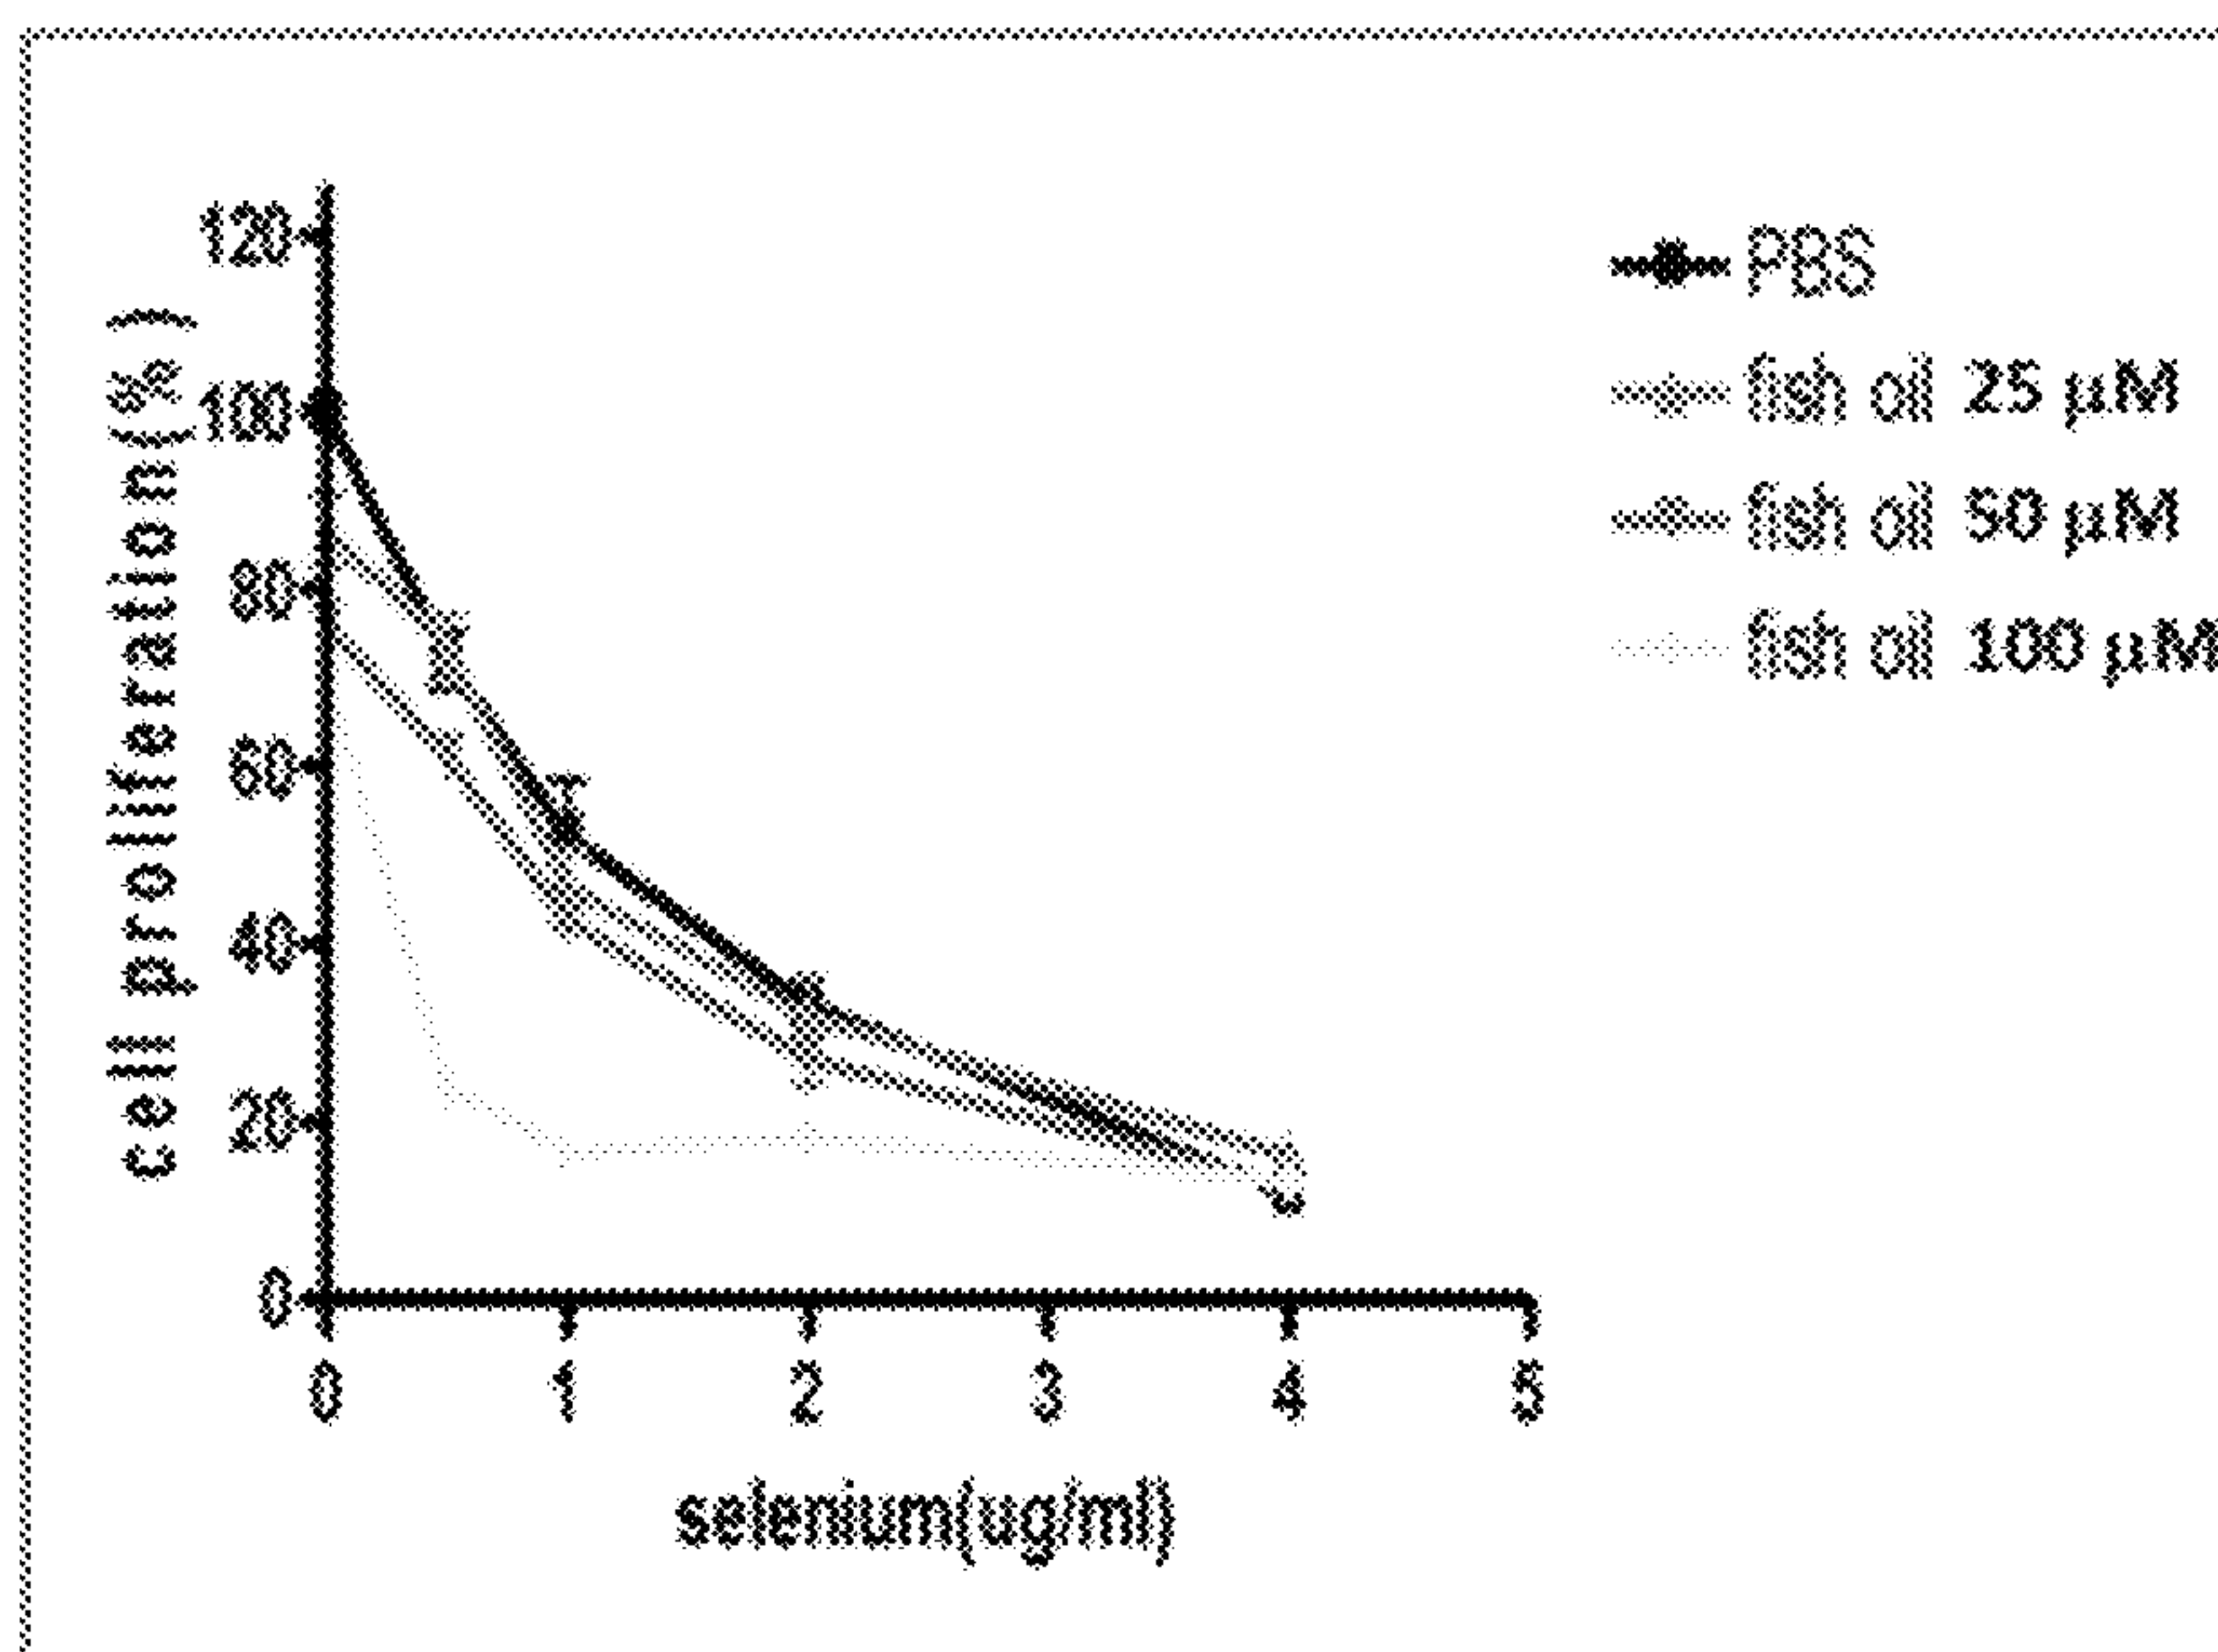 cell proliferation(%)
120
100
80
60
40
20
0
0 1 2 3 4 5
selenium(ug/ml)
PBS
fish oil 25 µM
fish oil 50 µM
fish oil 100 µM